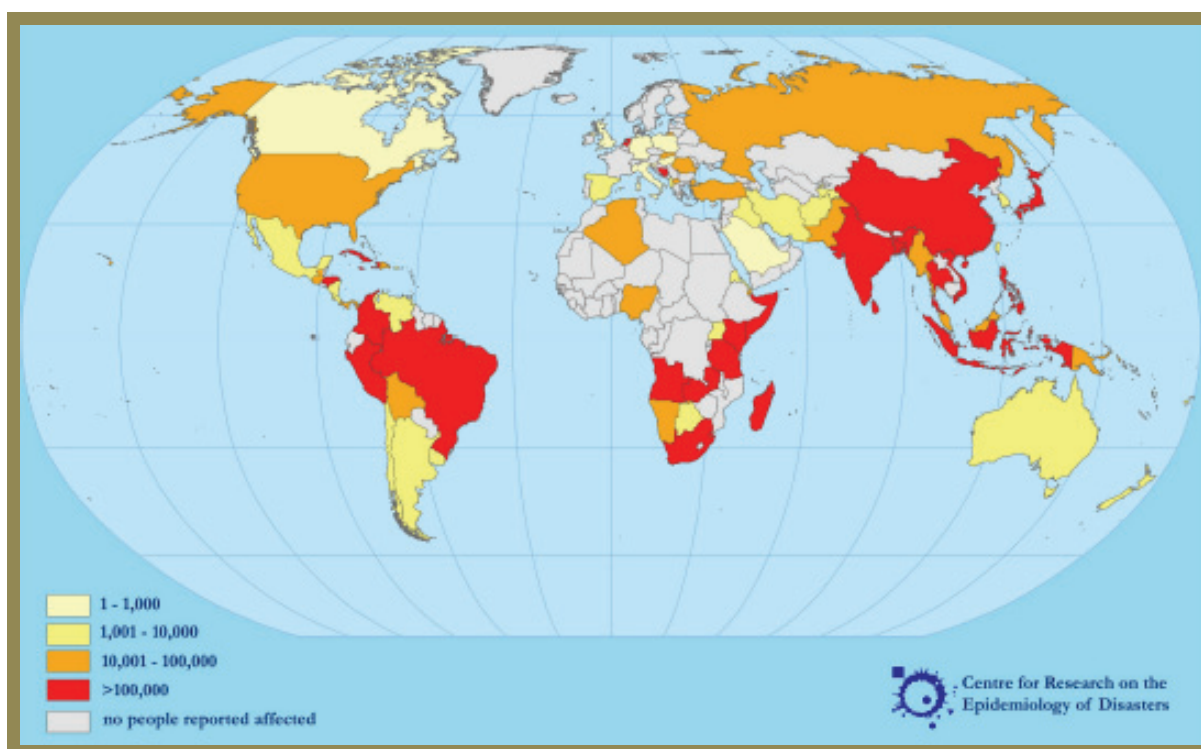 1 - 1,000
1,001 - 10,000
10,001 - 100,000
>100,000
no people reported affected
Centre for Research on the
Epidemiology of Disasters